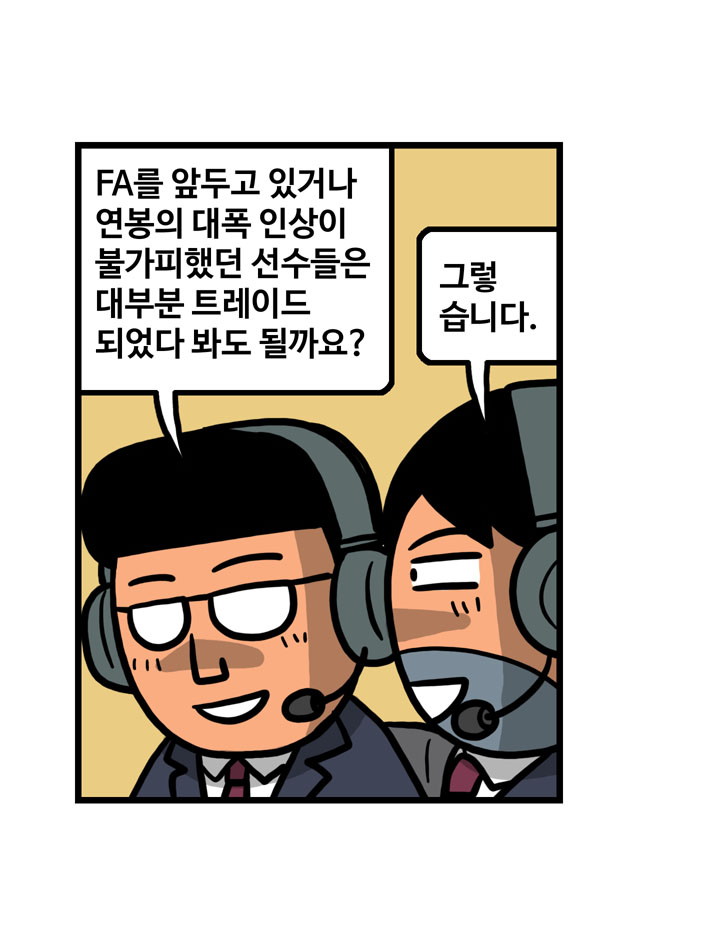 FA를 앞두고 있거나
연봉의 대폭 인상이
불가피했던 선수들은
대부분 트레이드
되었다 봐도 될까요?
그렇
습니다.